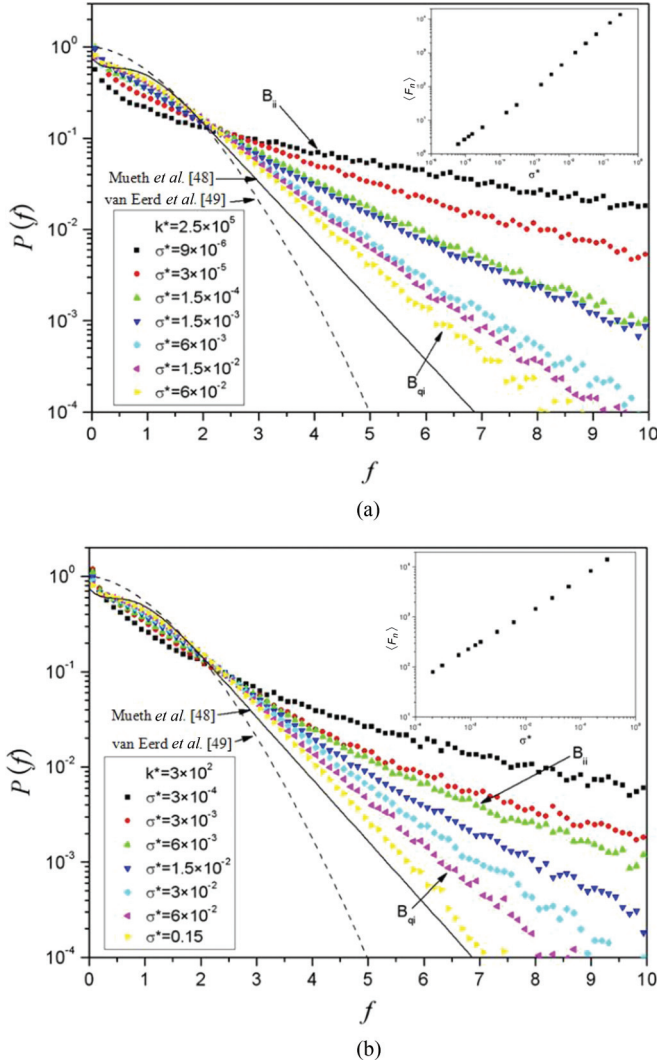 10⁰
10⁻¹
10⁻²
10⁻³
10⁻⁴
P(f)
B_ii
Mueth et al. [48]
van Eerd et al. [49]
k*=2.5×10⁵
σ*=9×10⁻⁶
σ*=3×10⁻⁵
σ*=1.5×10⁻⁴
σ*=1.5×10⁻³
σ*=6×10⁻³
σ*=1.5×10⁻²
σ*=6×10⁻²
B_qi
⟨F_n⟩
σ*
0 1 2 3 4 5 6 7 8 9 10
f
(a)
10⁰
10⁻¹
10⁻²
10⁻³
10⁻⁴
P(f)
⟨F_n⟩
σ*
Mueth et al. [48]
van Eerd et al. [49]
B_ii
k*=3×10²
σ*=3×10⁻⁴
σ*=3×10⁻³
σ*=6×10⁻³
σ*=1.5×10⁻²
σ*=3×10⁻²
σ*=6×10⁻²
σ*=0.15
B_qi
0 1 2 3 4 5 6 7 8 9 10
f
(b)